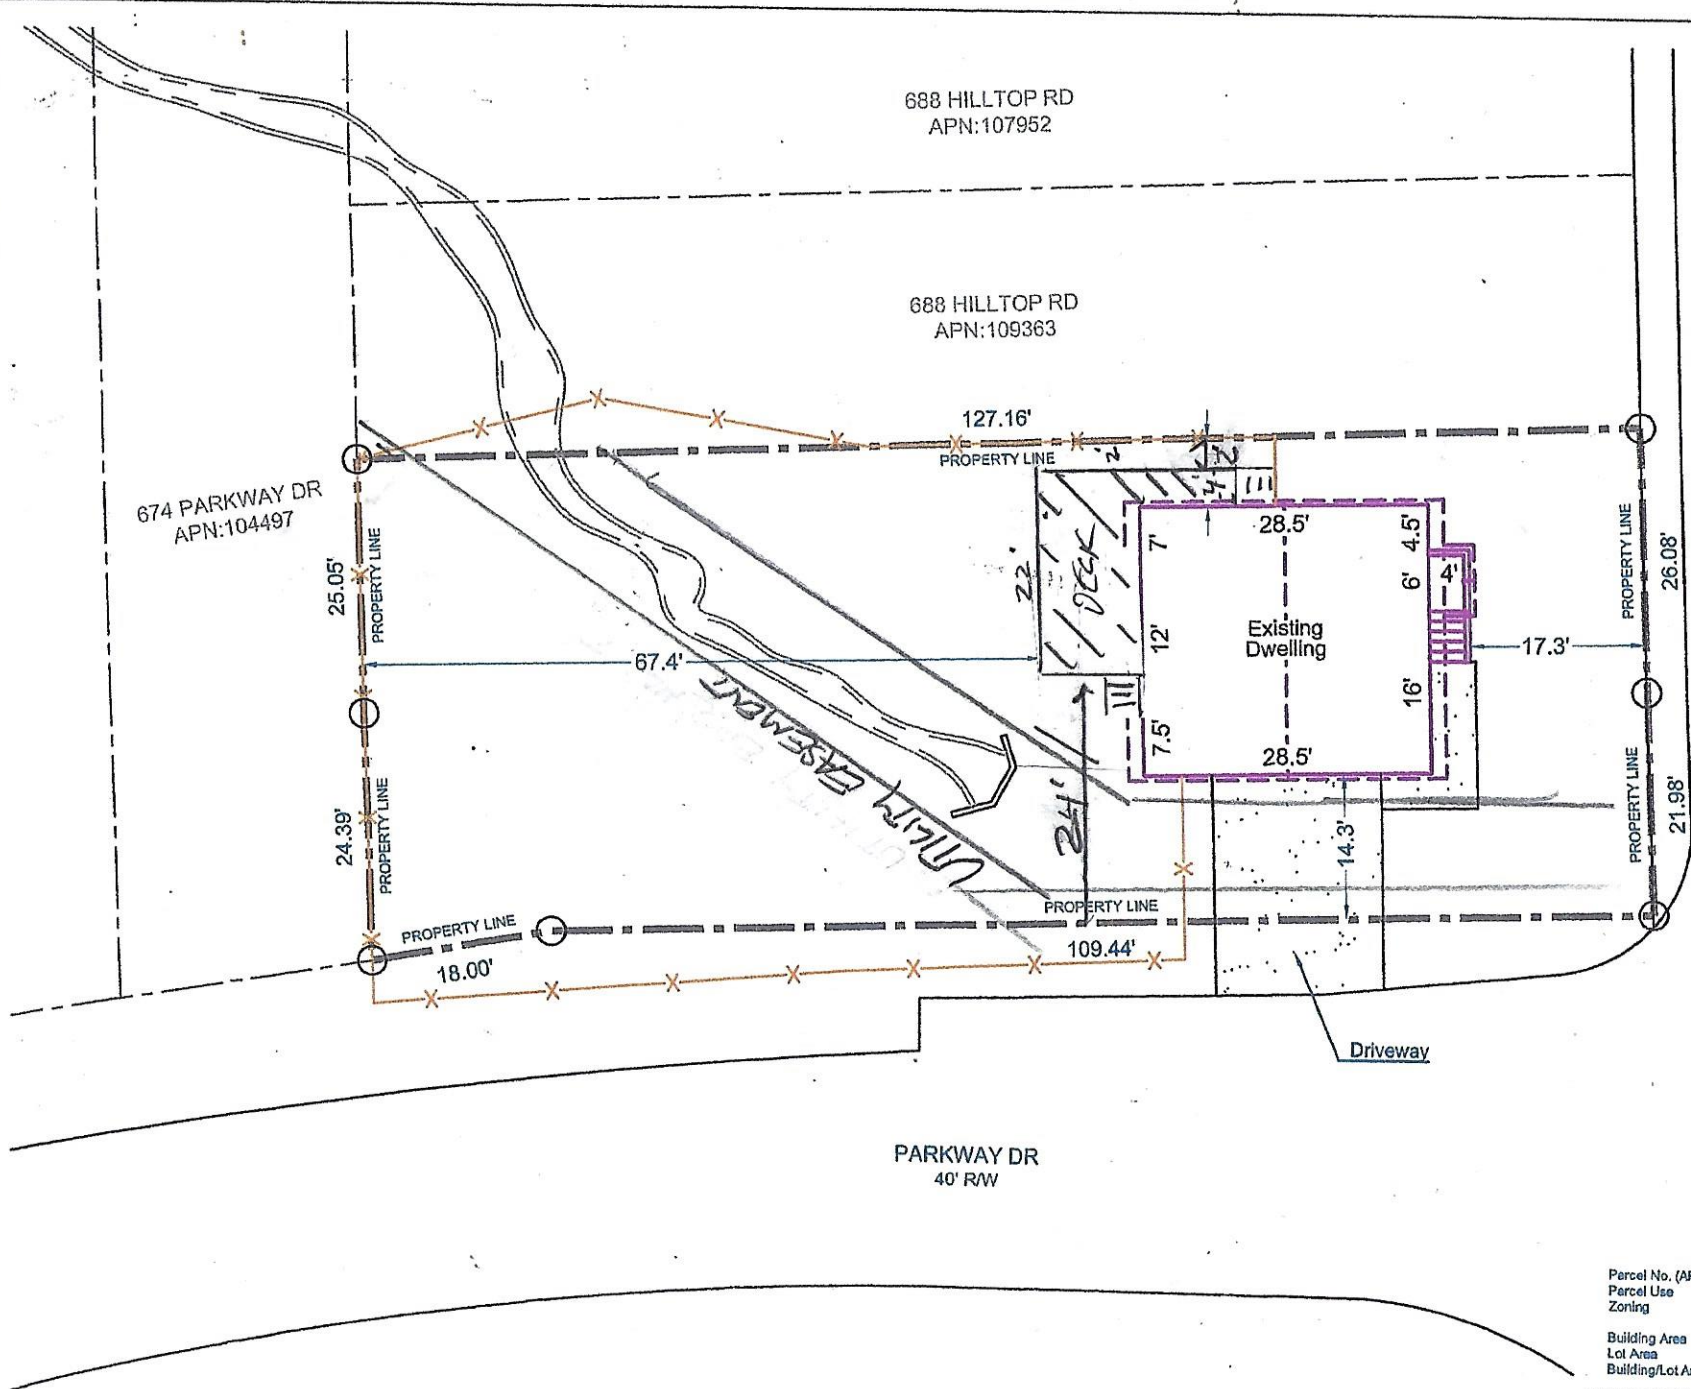 688 HILLTOP RD
APN:107952
688 HILLTOP RD
APN:109363
127.16'
PROPERTY LINE
674 PARKWAY DR
APN:104497
25.05'
PROPERTY LINE
28.5'
7'
4.5'
6'
4'
22'
DECK
12'
Existing
Dwelling
16'
7.5'
28.5'
67.4'
17.3'
PROPERTY LINE
26.08'
UTILITY EASEMENT
24'
14.3'
24.39'
PROPERTY LINE
PROPERTY LINE
21.98'
PROPERTY LINE
18.00'
PROPERTY LINE
109.44'
Driveway
PARKWAY DR
40' R/W
Parcel No.
Parcel Use
Zoning
Building Area
Lot Area
Building/Lot